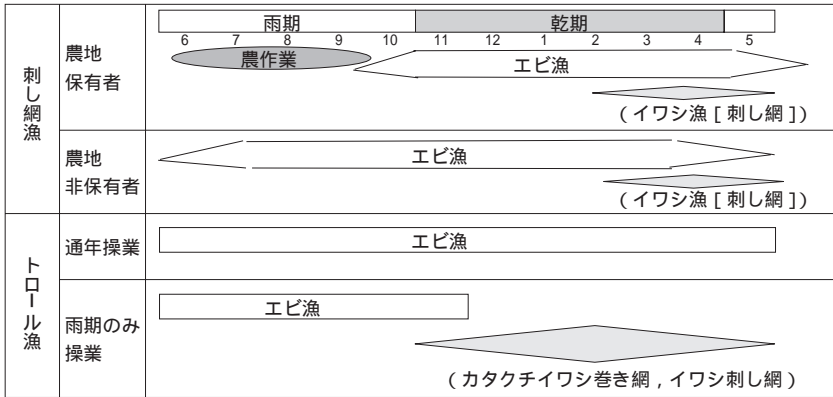 雨期 乾期
6 7 8 9 10 11 12 1 2 3 4 5
刺し網漁
農地
保有者
農作業
エビ漁
(イワシ漁 [ 刺し網 ])
農地
非保有者
エビ漁
(イワシ漁 [ 刺し網 ])
トロール漁
通年操業
エビ漁
雨期のみ
操業
エビ漁
(カタクチイワシ巻き網 , イワシ刺し網 )